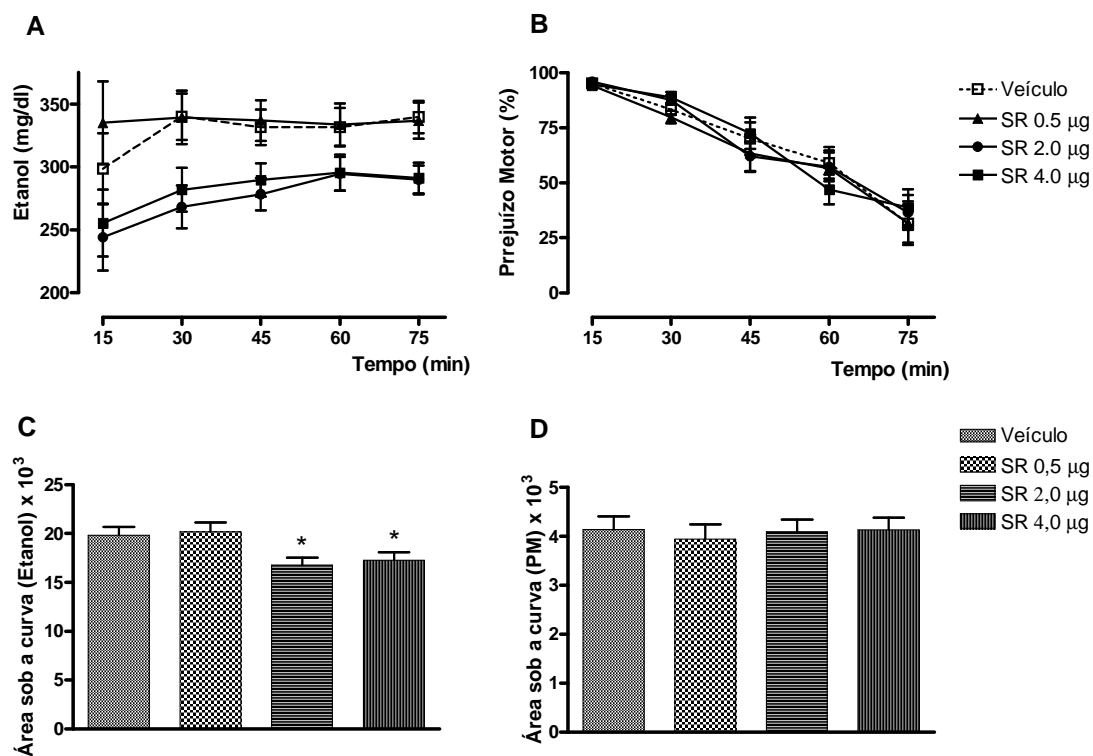 A
Etanol (mg/dl)
350
300
250
200
15 30 45 60 75
Tempo (min)
B
Prrejuízo Motor (%)
100
75
50
25
0
15 30 45 60 75
Tempo (min)
Veículo
SR 0.5 μg
SR 2.0 μg
SR 4.0 μg
C
Área sob a curva (Etanol) x 10³
25
20
15
10
5
0
* *
D
Área sob a curva (PM) x 10³
5
4
3
2
1
0
Veículo
SR 0,5 μg
SR 2,0 μg
SR 4,0 μg